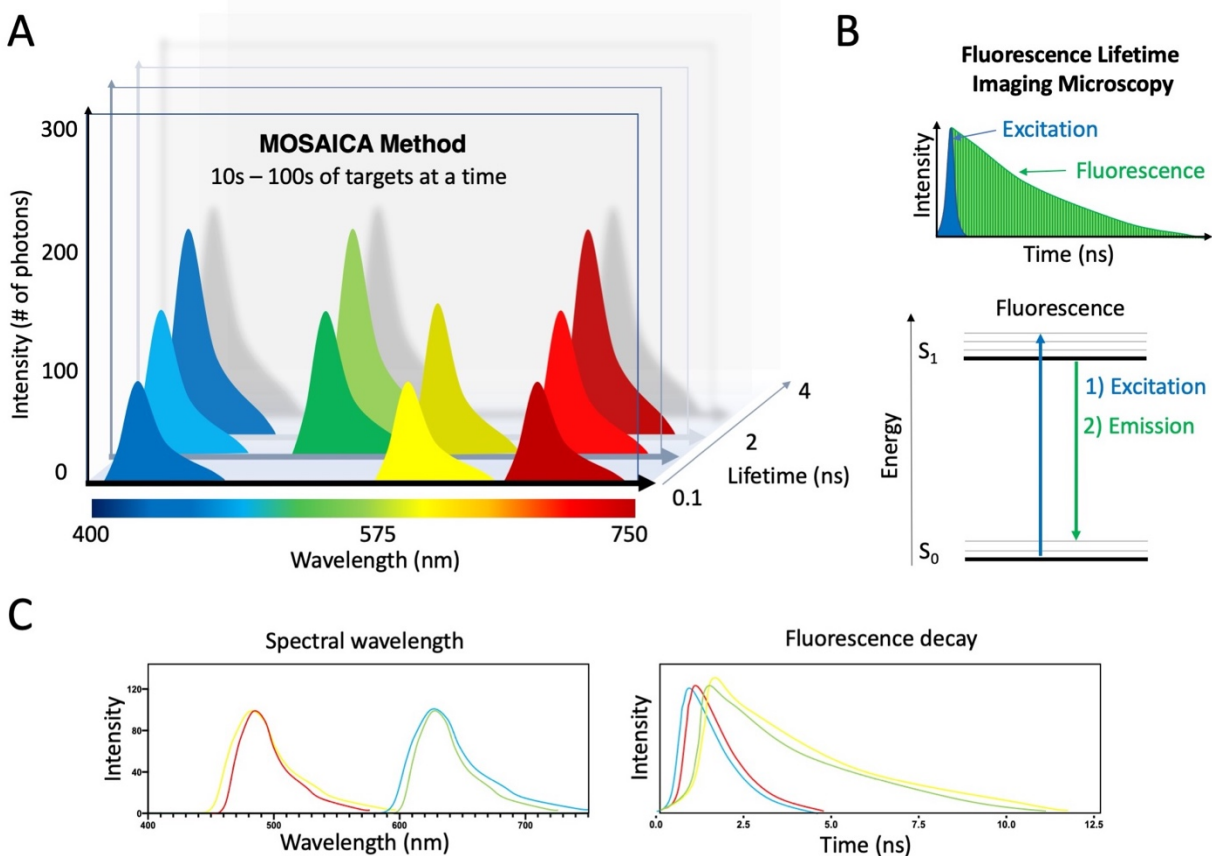 A
300
200
100
0
Intensity (# of photons)
MOSAICA Method
10s – 100s of targets at a time
4
2
0.1
Lifetime (ns)
400
575
750
Wavelength (nm)
B
Fluorescence Lifetime
Imaging Microscopy
Excitation
Fluorescence
Intensity
Time (ns)
Fluorescence
S1
1) Excitation
2) Emission
Energy
S0
C
Spectral wavelength
120
80
40
0
Intensity
400
500
600
700
Wavelength (nm)
Fluorescence decay
Intensity
0.0
2.5
5.0
7.5
10.0
12.5
Time (ns)